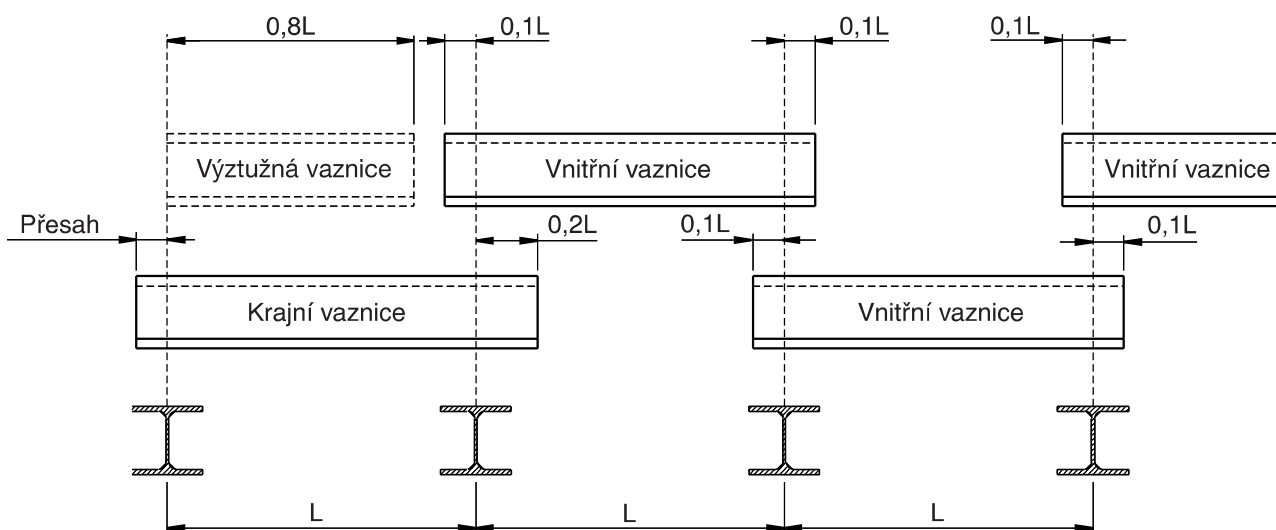 0,8L 0,1L 0,1L 0,1L
Výztužná vaznice Vnitřní vaznice Vnitřní vaznice
Přesah 0,2L 0,1L 0,1L
Krajní vaznice Vnitřní vaznice
L L L